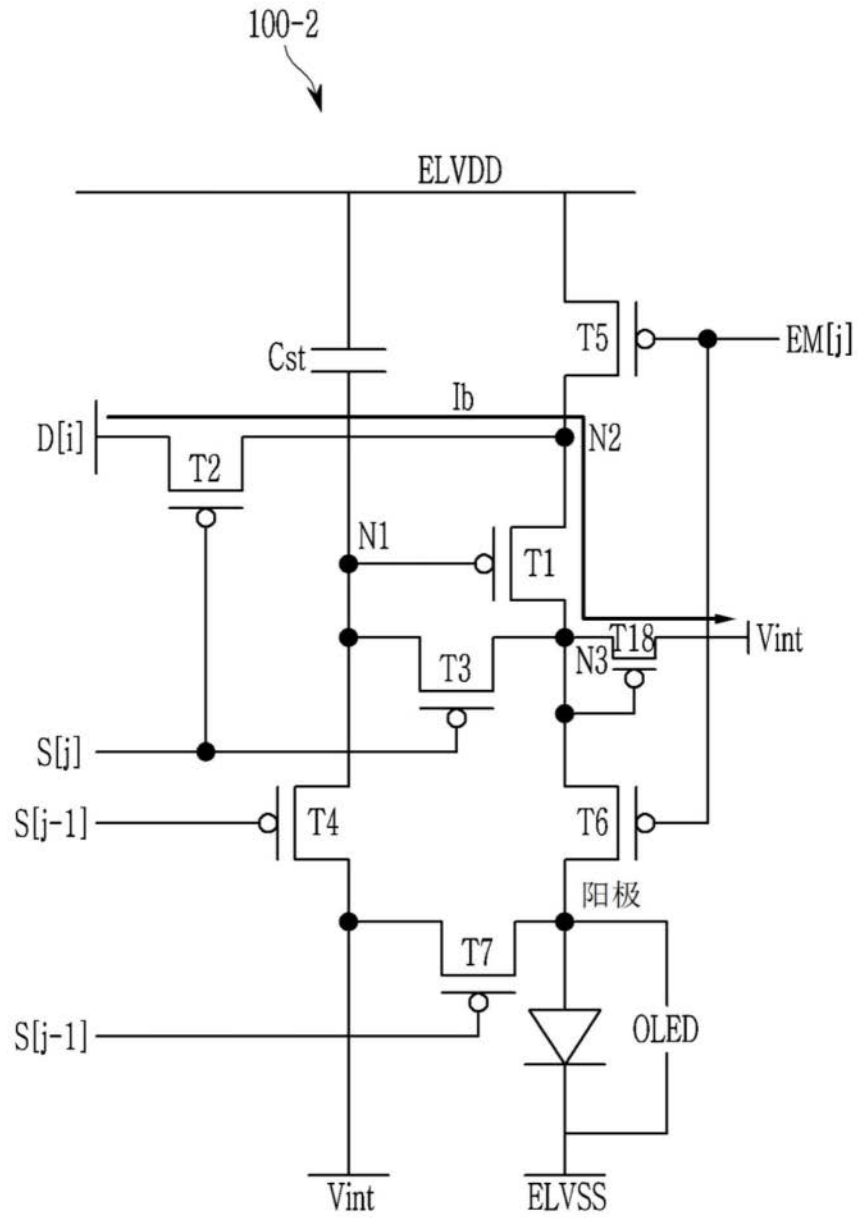 100-2
ELVDD
T5
EM[j]
Cst
Ib
D[i]
T2
N2
N1
T1
T18
Vint
N3
T3
S[j]
S[j-1]
T4
T6
阳极
T7
S[j-1]
OLED
Vint
ELVSS